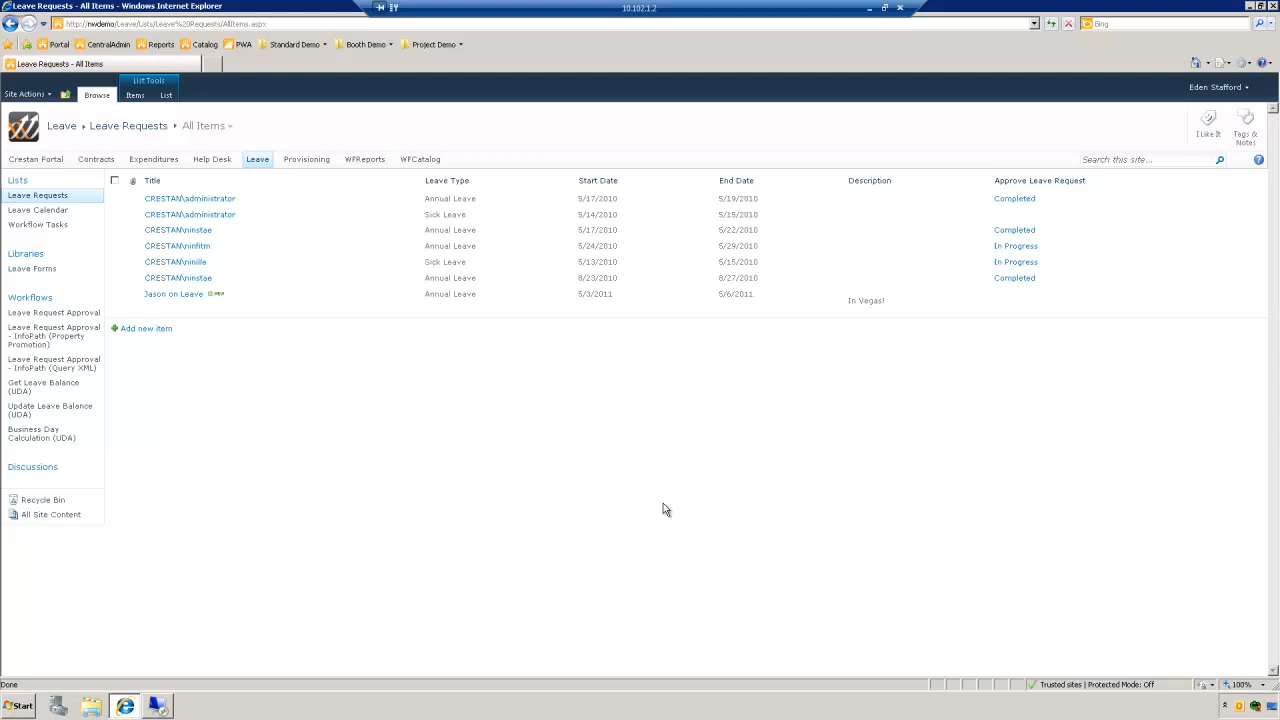 Leave Requests - All Items - Windows Internet Explorer
10.102.1.2
http://nwdemo/Leave/Lists/Leave%20Requests/AllItems.aspx
Bing
Portal CentralAdmin Reports Catalog PWA Standard Demo Booth Demo Project Demo
Leave Requests - All Items
List Tools
Site Actions Browse Items List Eden Stafford
Leave Leave Requests All Items
I Like It Tags & Notes
Crestan Portal Contracts Expenditures Help Desk Leave Provisioning WFReports WFCatalog Search this site...
Lists
Leave Requests
Leave Calendar
Workflow Tasks
Libraries
Leave Forms
Workflows
Leave Request Approval
Leave Request Approval
- InfoPath (Property
Promotion)
Leave Request Approval
- InfoPath (Query XML)
Get Leave Balance
(UDA)
Update Leave Balance
(UDA)
Business Day
Calculation (UDA)
Discussions
Recycle Bin
All Site Content
Title Leave Type Start Date End Date Description Approve Leave Request
CRESTAN\administrator Annual Leave 5/17/2010 5/19/2010 Completed
CRESTAN\administrator Sick Leave 5/14/2010 5/15/2010
CRESTAN\ninstae Annual Leave 5/17/2010 5/22/2010 Completed
CRESTAN\ninfitm Annual Leave 5/24/2010 5/29/2010 In Progress
CRESTAN\ninille Sick Leave 5/13/2010 5/15/2010 In Progress
CRESTAN\ninstae Annual Leave 8/23/2010 8/27/2010 Completed
Jason on Leave NEW Annual Leave 5/3/2011 5/6/2011
In Vegas!
Add new item
Done Trusted sites | Protected Mode: Off 100%
Start